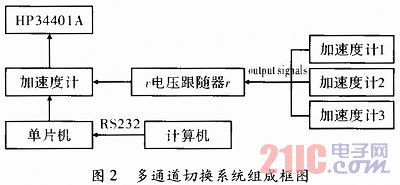 HP34401A
加速度计1
output signals
加速度计
v电压跟随器r
加速度计2
加速度计3
单片机
RS232
计算机
21IC电子网
.com
图2 多通道切换系统组成框图